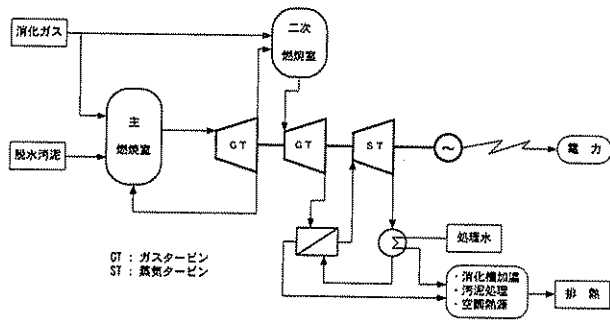 消化ガス
二次
燃焼室
主
燃焼室
脱水汚泥
GT
GT
ST
~
電力
処理水
GT : ガスタービン
ST : 蒸気タービン
・消化槽加温
・汚泥処理
・空調熱源
排熱